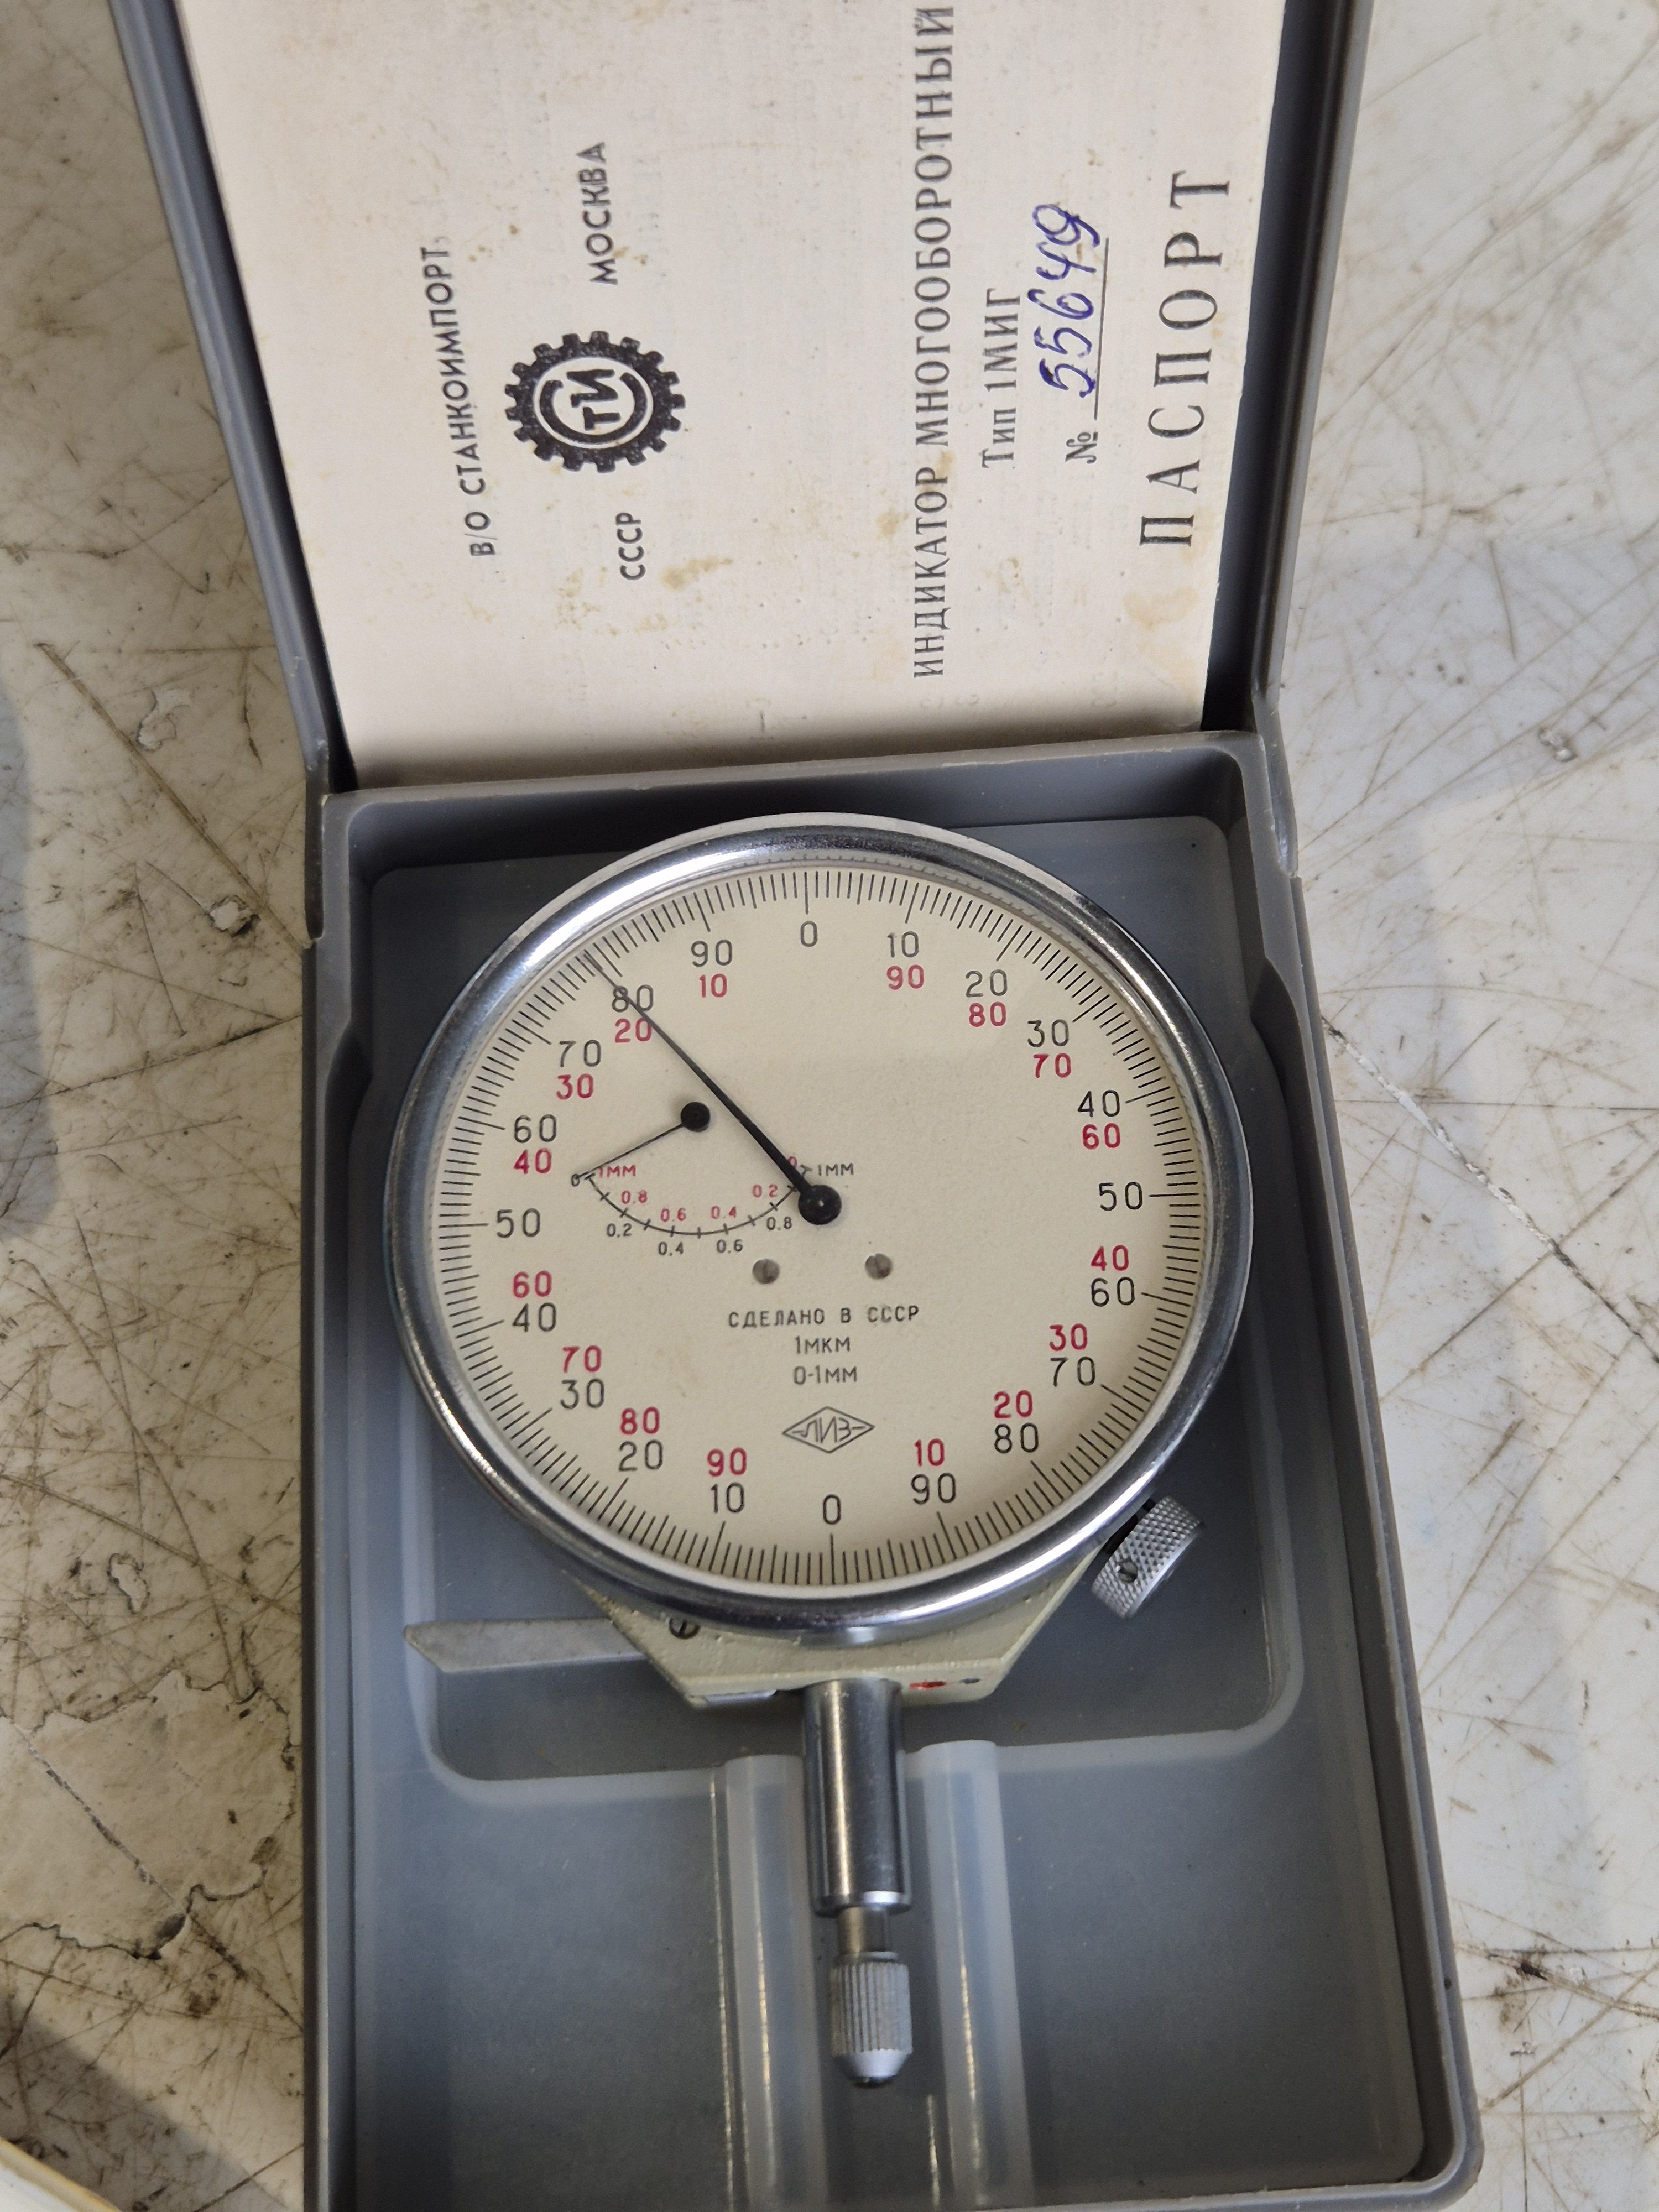 В/О СТАНКОИМПОРТ
СССР СТИ МОСКВА
ИНДИКАТОР МНОГООБОРОТНЫЙ
Тип 1МИГ
№ 55649
ПАСПОРТ
0
90 10
10 90
80 20
20 80
70 30
30 70
60 40
40 60
50 50
60 40
40 60
70 30
30 70
80 20
20 80
90 10
10 90
0
0 1ММ 0 1ММ
0.8 0.6 0.4 0.2
0.2 0.4 0.6 0.8
СДЕЛАНО В СССР
1МКМ
0-1ММ
ЛИЗ